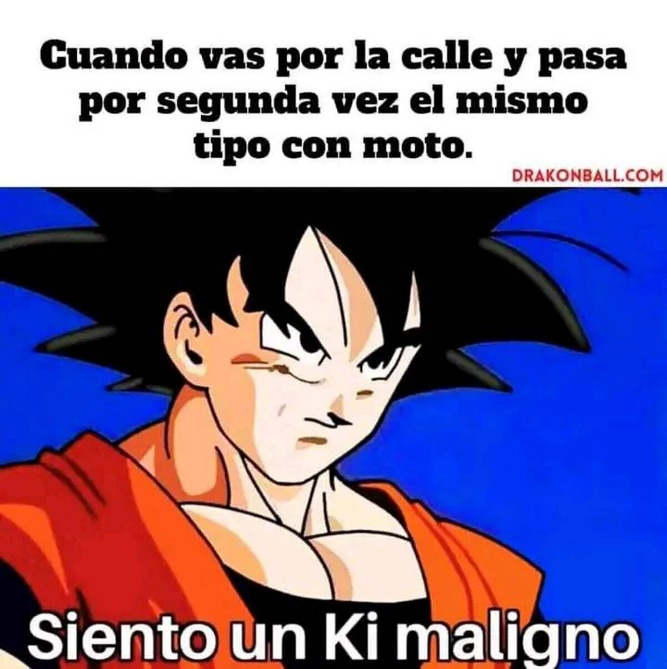 Cuando vas por la calle y pasa
por segunda vez el mismo
tipo con moto.
DRAKONBALL.COM
Siento un Ki maligno